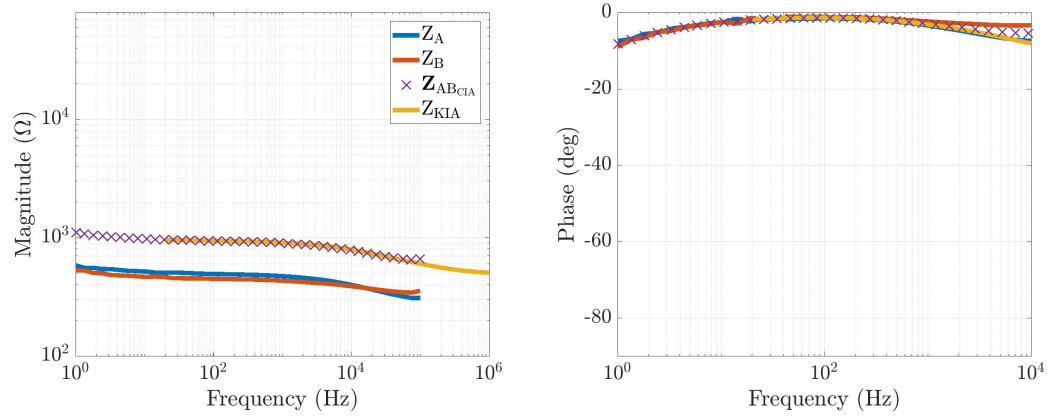 10^4
10^3
10^2
Magnitude (Ω)
10^0
10^2
10^4
10^6
Frequency (Hz)
Z_A
Z_B
Z_AB_CIA
Z_KIA
0
-20
-40
-60
-80
Phase (deg)
10^0
10^2
10^4
Frequency (Hz)